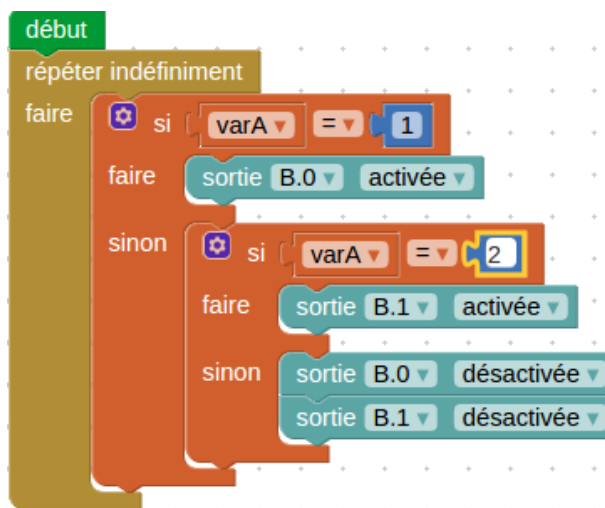 début
répéter indéfiniment
faire si varA = 1
faire sortie B.0 activée
sinon si varA = 2
faire sortie B.1 activée
sinon sortie B.0 désactivée
sortie B.1 désactivée